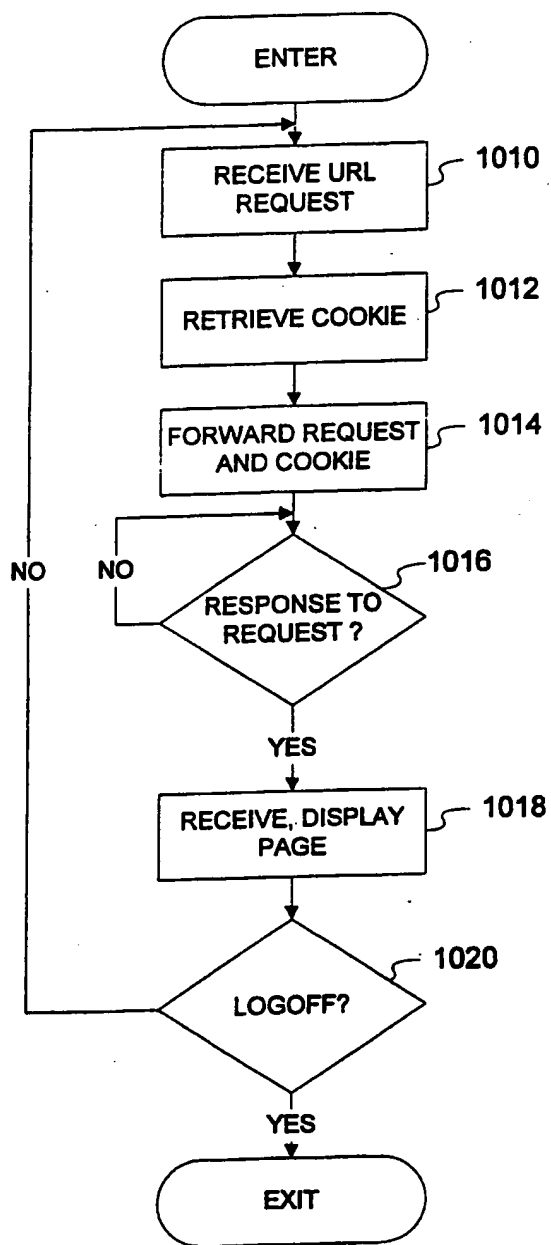 ENTER
RECEIVE URL
REQUEST
1010
RETRIEVE COOKIE
1012
FORWARD REQUEST
AND COOKIE
1014
NO
NO
RESPONSE TO
REQUEST ?
1016
YES
RECEIVE, DISPLAY
PAGE
1018
LOGOFF?
1020
YES
EXIT